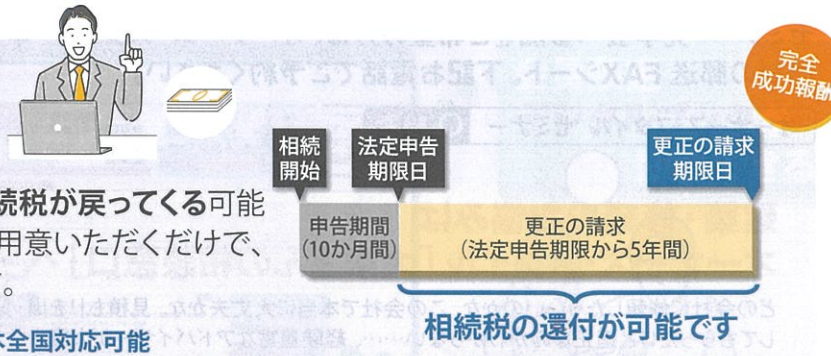 完全
成功報酬
相続
開始
法定申告
期限日
更正の請求
期限日
続税が戻ってくる可能
用意いただくだけで、
。
本全国対応可能
申告期間
(10か月間)
更正の請求
(法定申告期限から5年間)
相続税の還付が可能です